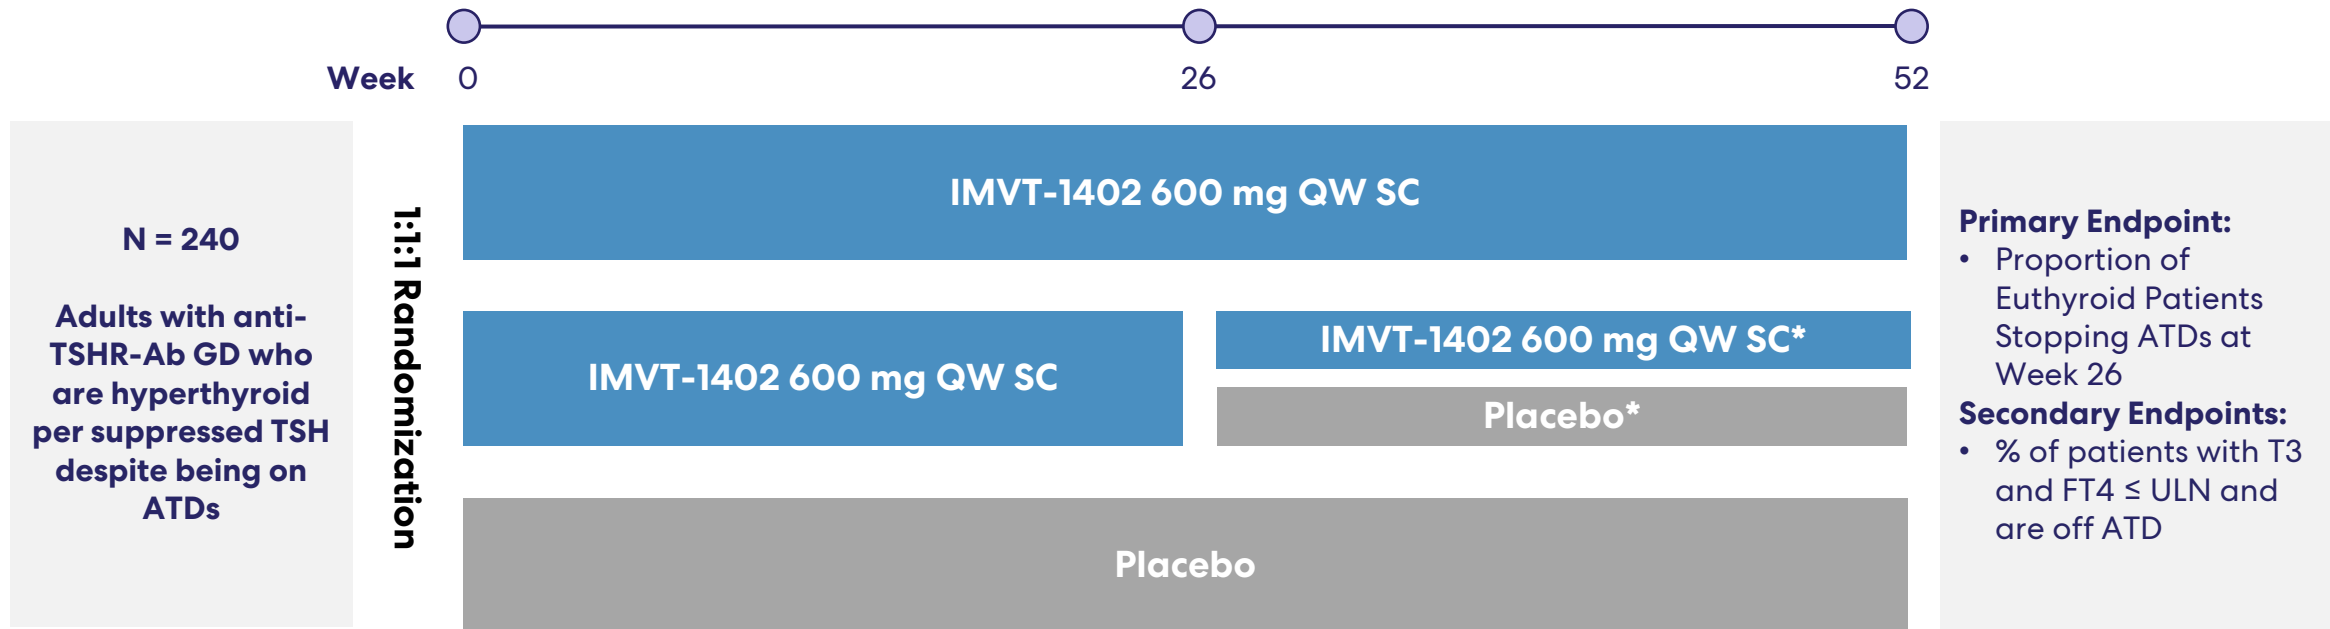 Week 0 26 52
N = 240
Adults with anti-
TSHR-Ab GD who
are hyperthyroid
per suppressed TSH
despite being on
ATDs
1:1:1 Randomization
IMVT-1402 600 mg QW SC
IMVT-1402 600 mg QW SC
IMVT-1402 600 mg QW SC*
Placebo*
Placebo
Primary Endpoint:
• Proportion of
Euthyroid Patients
Stopping ATDs at
Week 26
Secondary Endpoints:
• % of patients with T3
and FT4 ≤ ULN and
are off ATD